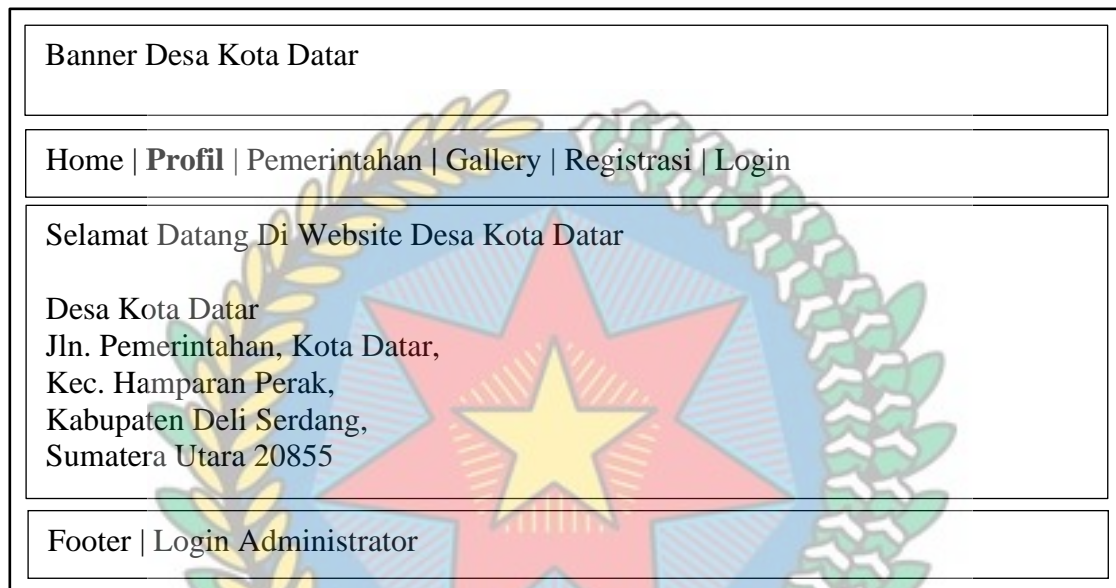 Banner Desa Kota Datar
Home | Profil | Pemerintahan | Gallery | Registrasi | Login
Selamat Datang Di Website Desa Kota Datar
Desa Kota Datar
Jln. Pemerintahan, Kota Datar,
Kec. Hamparan Perak,
Kabupaten Deli Serdang,
Sumatera Utara 20855
Footer | Login Administrator